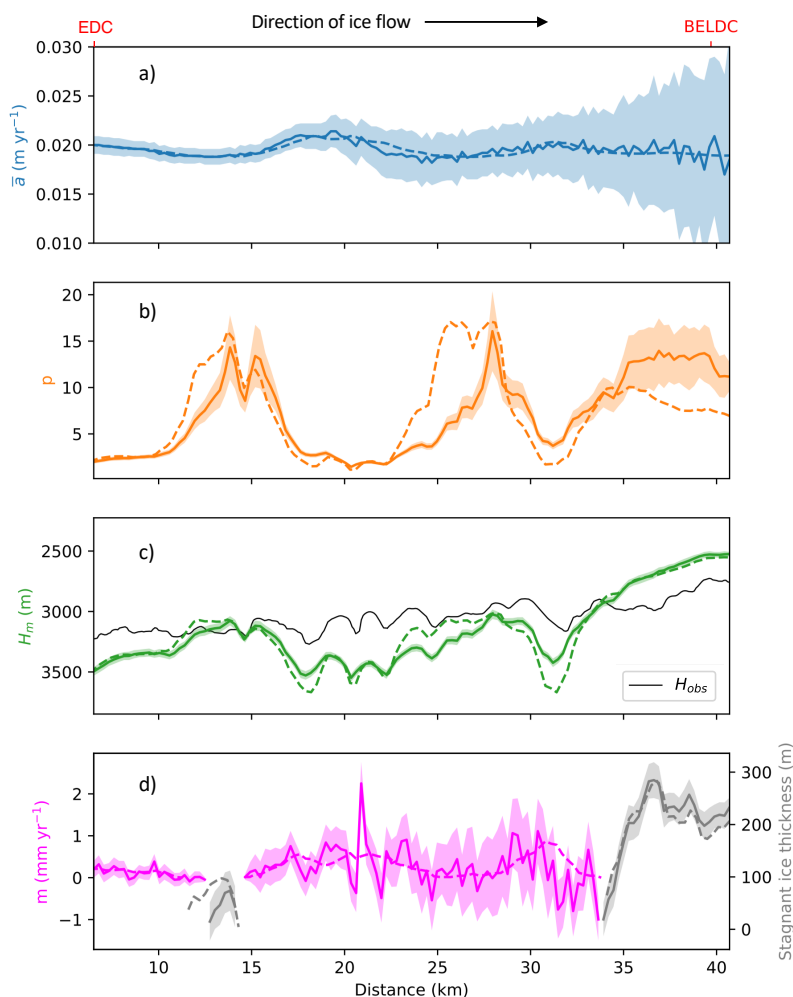 Direction of ice flow
EDC
BELDC
a)
0.030
0.025
0.020
0.015
0.010
a̅ (m yr⁻¹)
b)
20
15
10
5
p
c)
2500
3000
3500
Hₘ (m)
H_obs
d)
2
1
0
−1
m (mm yr⁻¹)
300
200
100
0
Stagnant ice thickness (m)
10 15 20 25 30 35 40
Distance (km)